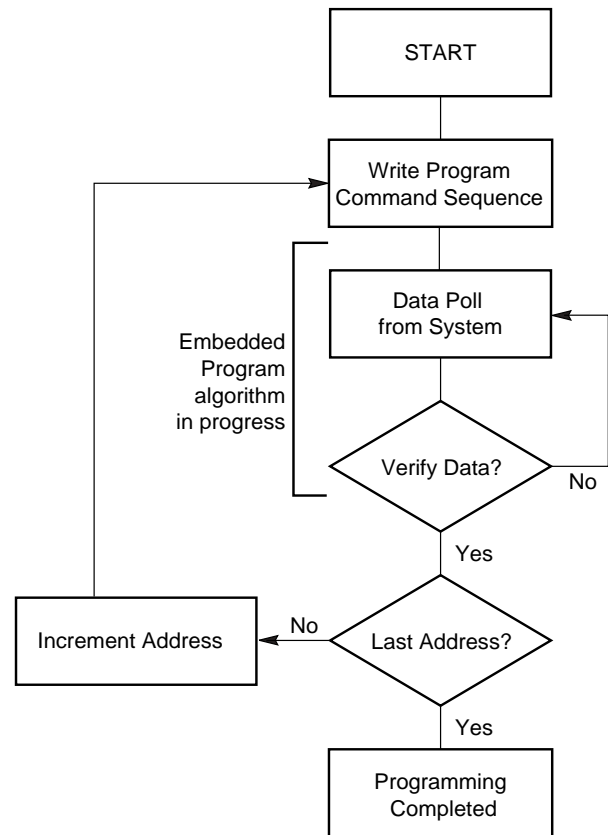 START
Write Program
Command Sequence
Data Poll
from System
Embedded
Program
algorithm
in progress
Verify Data?
No
Yes
No
Increment Address
Last Address?
Yes
Programming
Completed